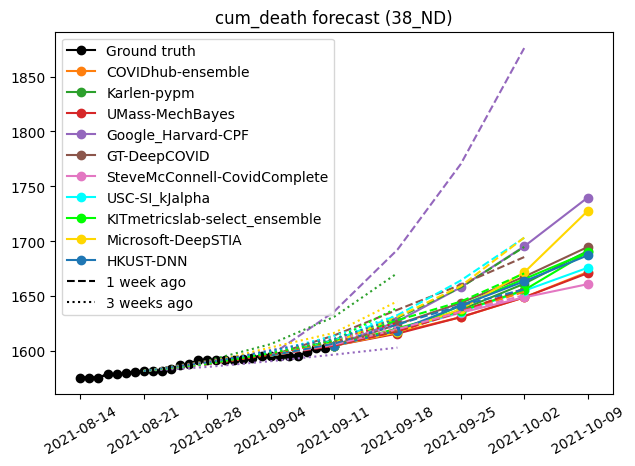 cum_death forecast (38_ND)
Ground truth
COVIDhub-ensemble
Karlen-pypm
UMass-MechBayes
Google_Harvard-CPF
GT-DeepCOVID
SteveMcConnell-CovidComplete
USC-SI_kJalpha
KITmetricslab-select_ensemble
Microsoft-DeepSTIA
HKUST-DNN
1 week ago
3 weeks ago
1850
1800
1750
1700
1650
1600
2021-08-14
2021-08-21
2021-08-28
2021-09-04
2021-09-11
2021-09-18
2021-09-25
2021-10-02
2021-10-09